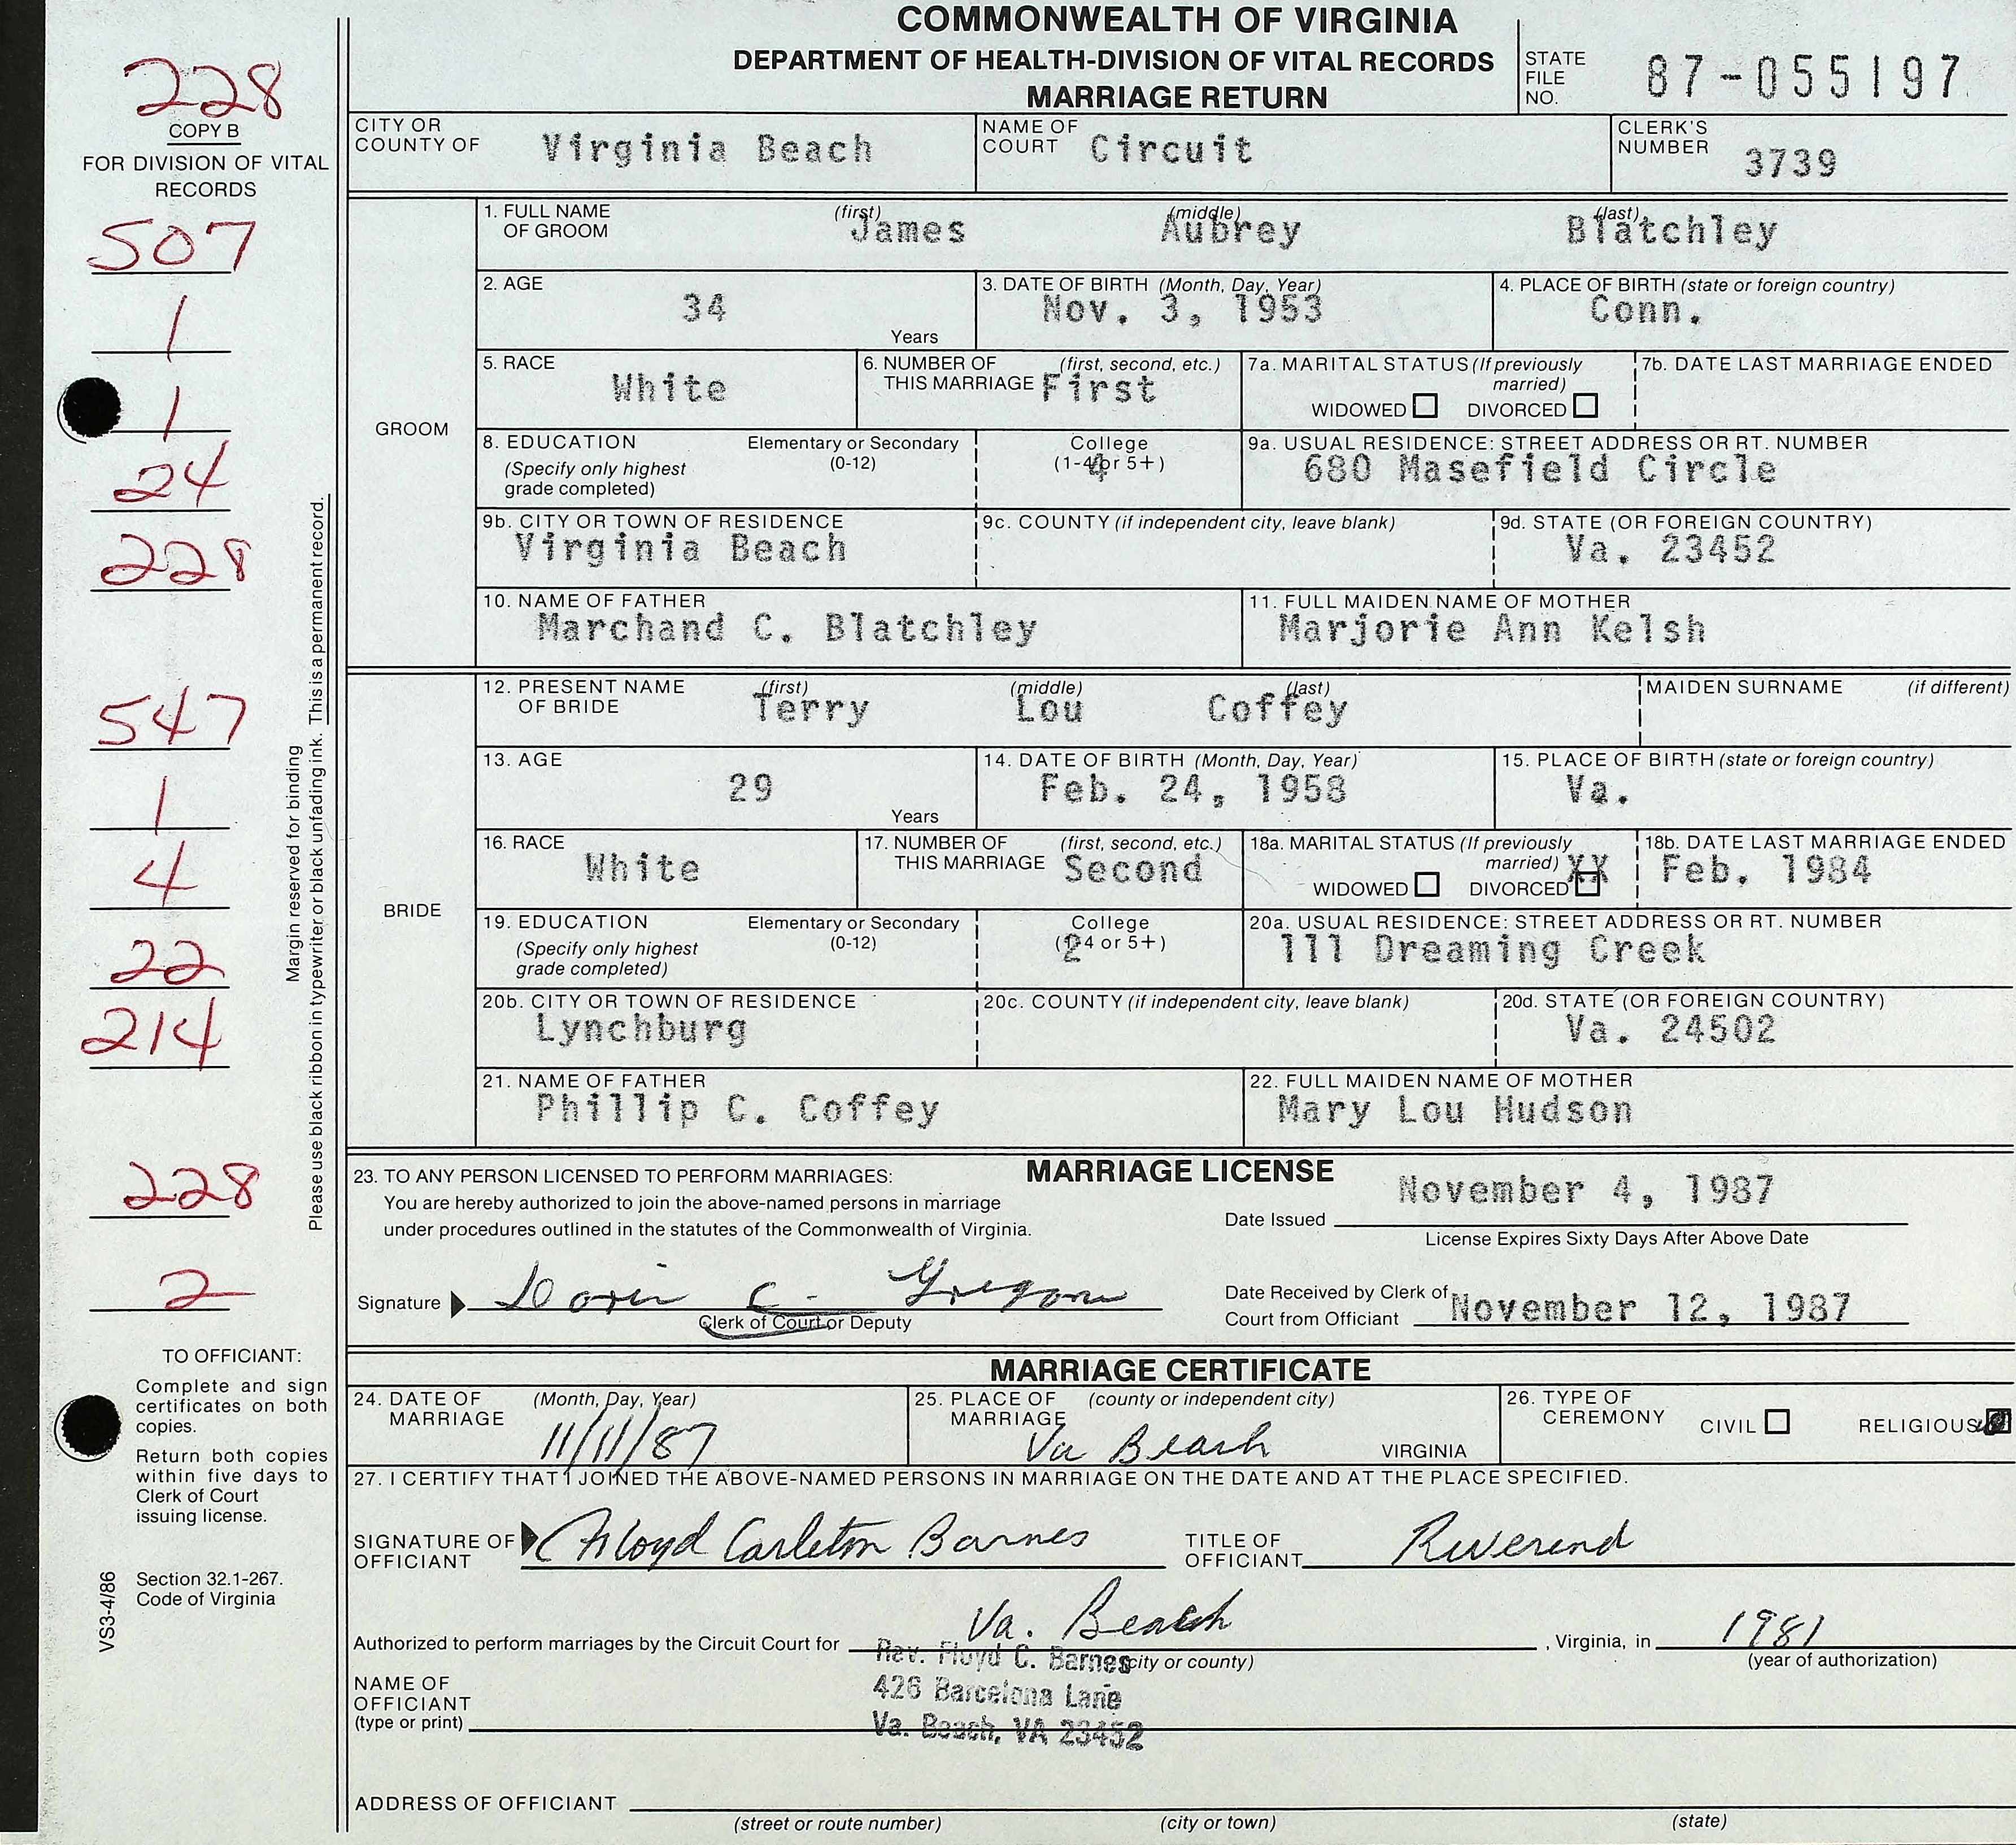 COMMONWEALTH OF VIRGINIA
DEPARTMENT OF HEALTH-DIVISION OF VITAL RECORDS
MARRIAGE RETURN
STATE FILE NO. 87-055197
228
COPY B
FOR DIVISION OF VITAL RECORDS
507
1
1
24
228
547
1
4
22
214
228
2
Margin reserved for binding
Please use black ribbon in typewriter or black unfading ink. This is a permanent record.
TO OFFICIANT:
Complete and sign
certificates on both
copies.
Return both copies
within five days to
Clerk of Court
issuing license.
Section 32.1-267.
Code of Virginia
VS3-4/86
CITY OR COUNTY OF Virginia Beach NAME OF COURT Circuit CLERK'S NUMBER 3739
GROOM
1. FULL NAME OF GROOM (first) James (middle) Aubrey (last) Blatchley
2. AGE 34 Years 3. DATE OF BIRTH (Month, Day, Year) Nov. 3, 1953 4. PLACE OF BIRTH (state or foreign country) Conn.
5. RACE White 6. NUMBER OF THIS MARRIAGE (first, second, etc.) First 7a. MARITAL STATUS (If previously married) WIDOWED DIVORCED 7b. DATE LAST MARRIAGE ENDED
8. EDUCATION (Specify only highest grade completed) Elementary or Secondary (0-12) College (1-4 or 5+) 4 9a. USUAL RESIDENCE: STREET ADDRESS OR RT. NUMBER 680 Masefield Circle
9b. CITY OR TOWN OF RESIDENCE Virginia Beach 9c. COUNTY (if independent city, leave blank) 9d. STATE (OR FOREIGN COUNTRY) Va. 23452
10. NAME OF FATHER Marchand C. Blatchley 11. FULL MAIDEN NAME OF MOTHER Marjorie Ann Kelsh
BRIDE
12. PRESENT NAME OF BRIDE (first) Terry (middle) Lou (last) Coffey MAIDEN SURNAME (if different)
13. AGE 29 Years 14. DATE OF BIRTH (Month, Day, Year) Feb. 24, 1958 15. PLACE OF BIRTH (state or foreign country) Va.
16. RACE White 17. NUMBER OF THIS MARRIAGE (first, second, etc.) Second 18a. MARITAL STATUS (If previously married) WIDOWED DIVORCED XX 18b. DATE LAST MARRIAGE ENDED Feb. 1984
19. EDUCATION (Specify only highest grade completed) Elementary or Secondary (0-12) College (1-4 or 5+) 2 20a. USUAL RESIDENCE: STREET ADDRESS OR RT. NUMBER 111 Dreaming Creek
20b. CITY OR TOWN OF RESIDENCE Lynchburg 20c. COUNTY (if independent city, leave blank) 20d. STATE (OR FOREIGN COUNTRY) Va. 24502
21. NAME OF FATHER Phillip C. Coffey 22. FULL MAIDEN NAME OF MOTHER Mary Lou Hudson
23. TO ANY PERSON LICENSED TO PERFORM MARRIAGES: MARRIAGE LICENSE
You are hereby authorized to join the above-named persons in marriage
under procedures outlined in the statutes of the Commonwealth of Virginia.
Date Issued November 4, 1987
License Expires Sixty Days After Above Date
Signature Doris C. Gregory
Clerk of Court or Deputy
Date Received by Clerk of Court from Officiant November 12, 1987
MARRIAGE CERTIFICATE
24. DATE OF MARRIAGE (Month, Day, Year) 11/11/87 25. PLACE OF MARRIAGE (county or independent city) Va Beach VIRGINIA 26. TYPE OF CEREMONY CIVIL RELIGIOUS
27. I CERTIFY THAT I JOINED THE ABOVE-NAMED PERSONS IN MARRIAGE ON THE DATE AND AT THE PLACE SPECIFIED.
SIGNATURE OF OFFICIANT Floyd Carleton Barnes TITLE OF OFFICIANT Reverend
Authorized to perform marriages by the Circuit Court for Va. Beach (city or county), Virginia, in 1981 (year of authorization)
Rev. Floyd C. Barnes
426 Barcelona Lane
Va. Beach, VA 23452
NAME OF OFFICIANT (type or print)
ADDRESS OF OFFICIANT
(street or route number) (city or town) (state)